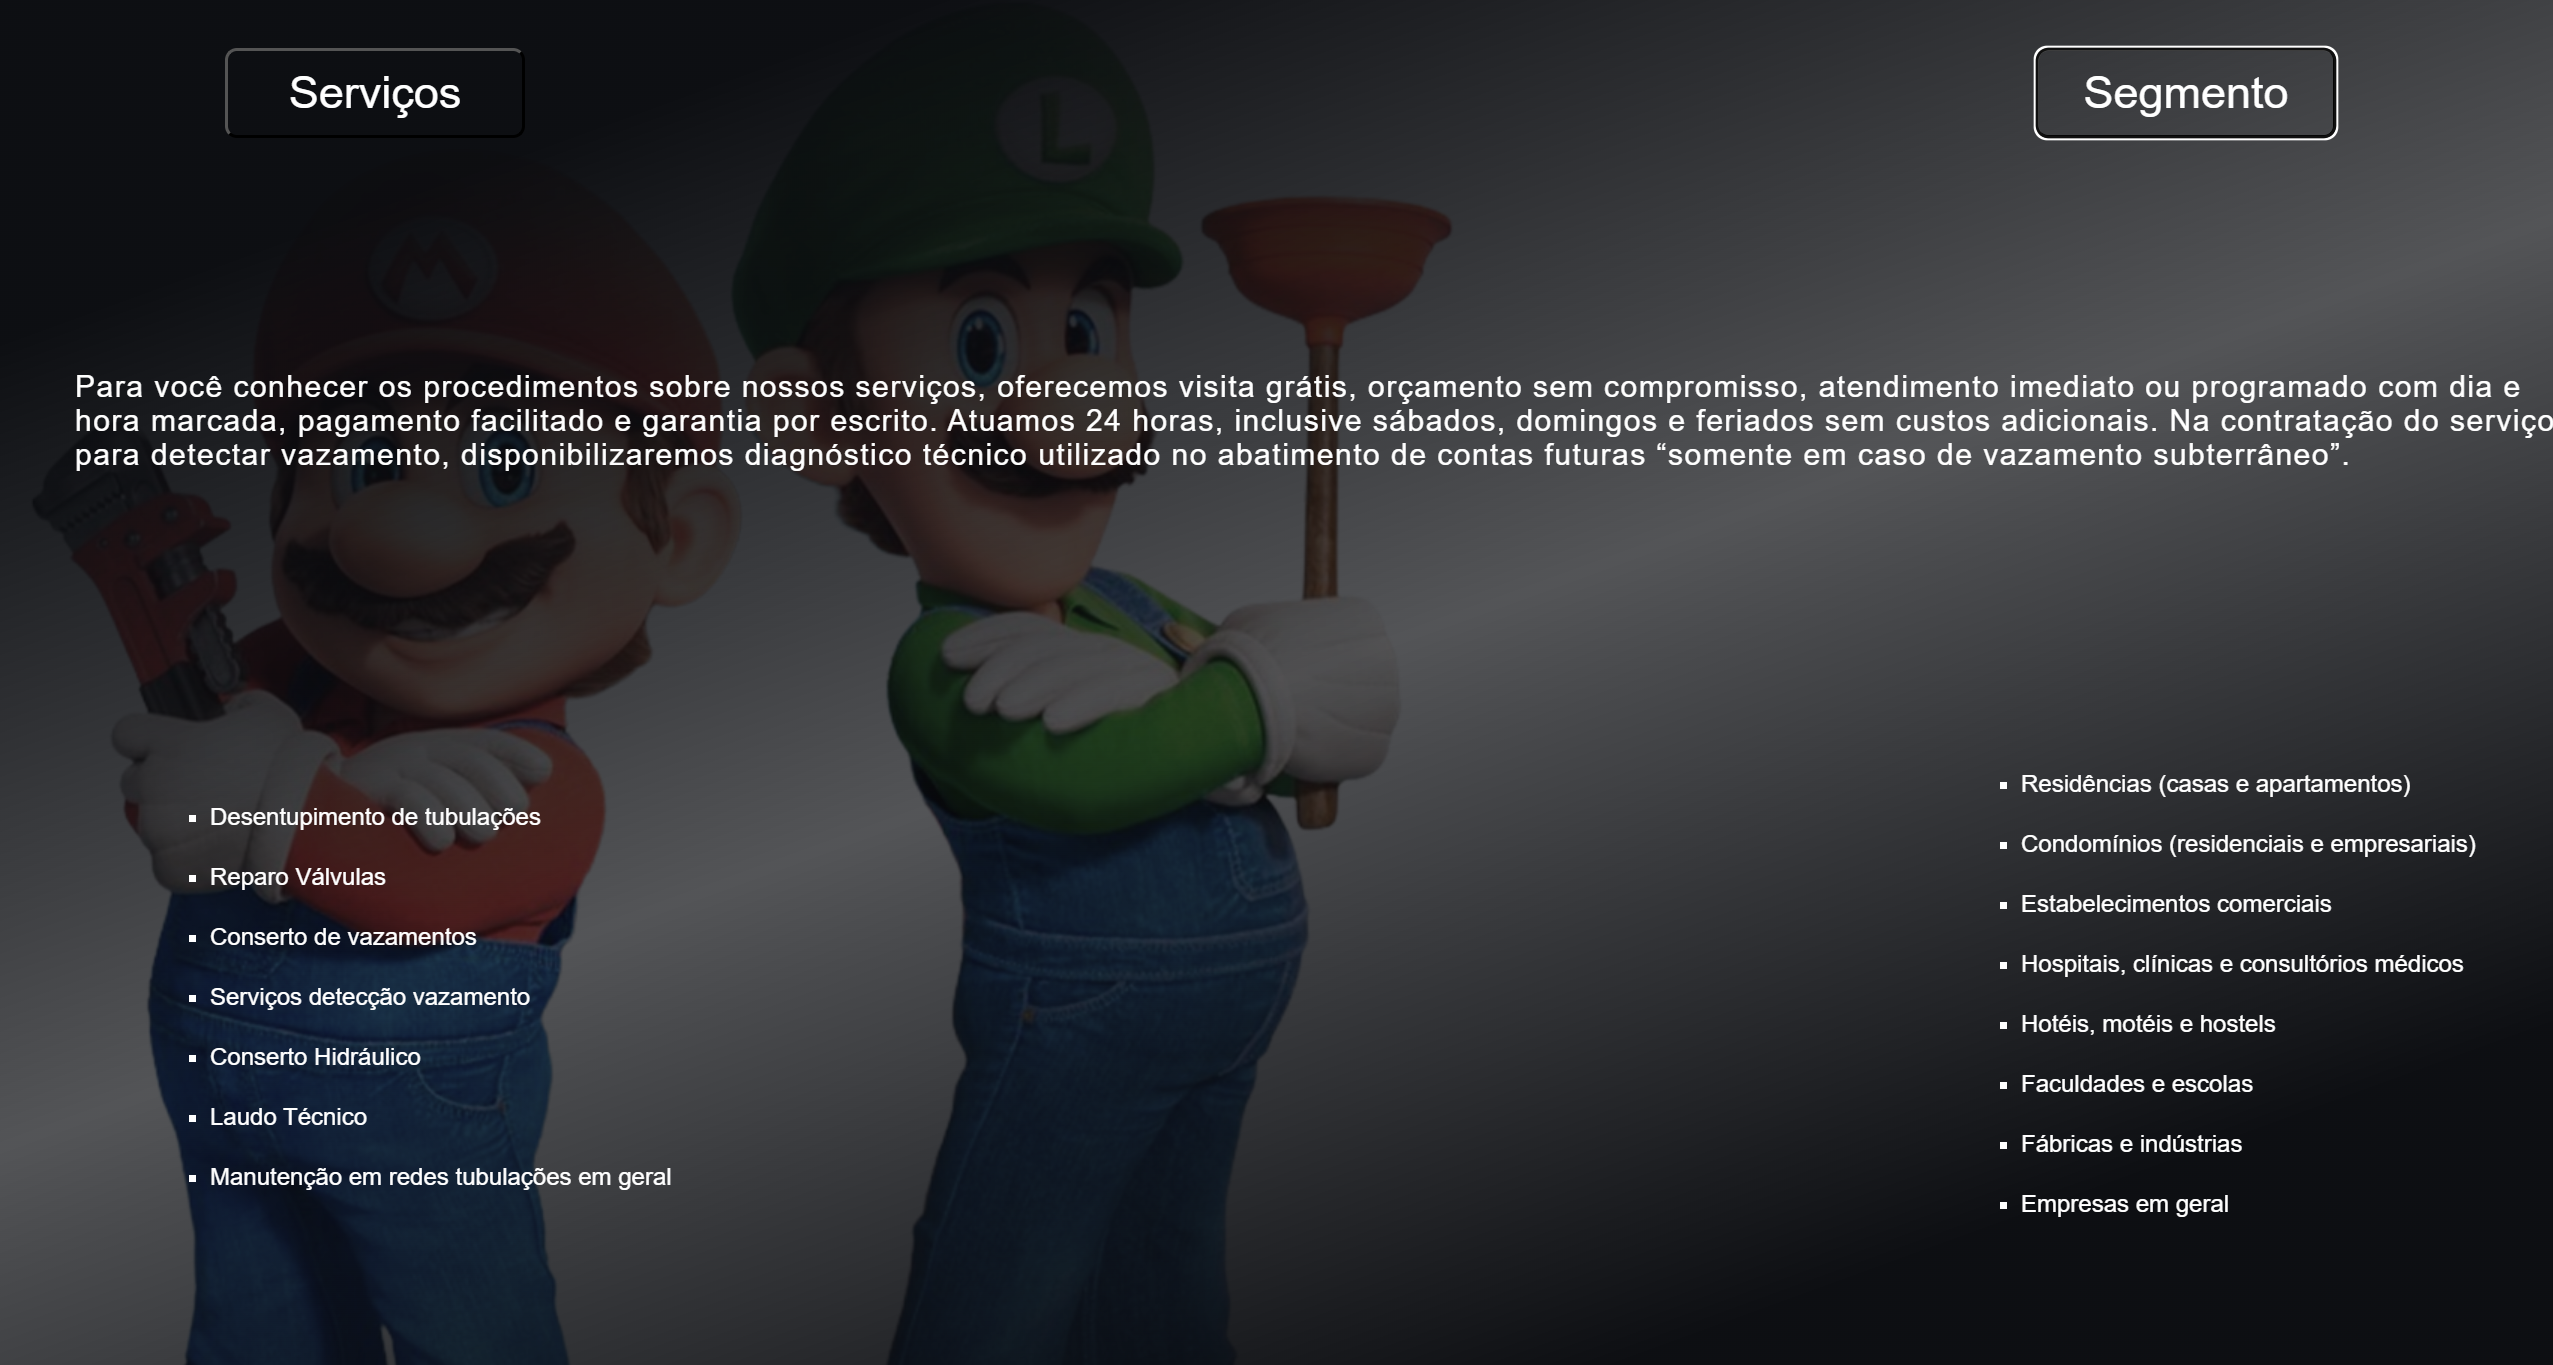 Serviços
Segmento
M
L
Para você conhecer os procedimentos sobre nossos serviços, oferecemos visita grátis, orçamento sem compromisso, atendimento imediato ou programado com dia e
hora marcada, pagamento facilitado e garantia por escrito. Atuamos 24 horas, inclusive sábados, domingos e feriados sem custos adicionais. Na contratação do serviço
para detectar vazamento, disponibilizaremos diagnóstico técnico utilizado no abatimento de contas futuras “somente em caso de vazamento subterrâneo”.
Desentupimento de tubulações
Reparo Válvulas
Conserto de vazamentos
Serviços detecção vazamento
Conserto Hidráulico
Laudo Técnico
Manutenção em redes tubulações em geral
Residências (casas e apartamentos)
Condomínios (residenciais e empresariais)
Estabelecimentos comerciais
Hospitais, clínicas e consultórios médicos
Hotéis, motéis e hostels
Faculdades e escolas
Fábricas e indústrias
Empresas em geral